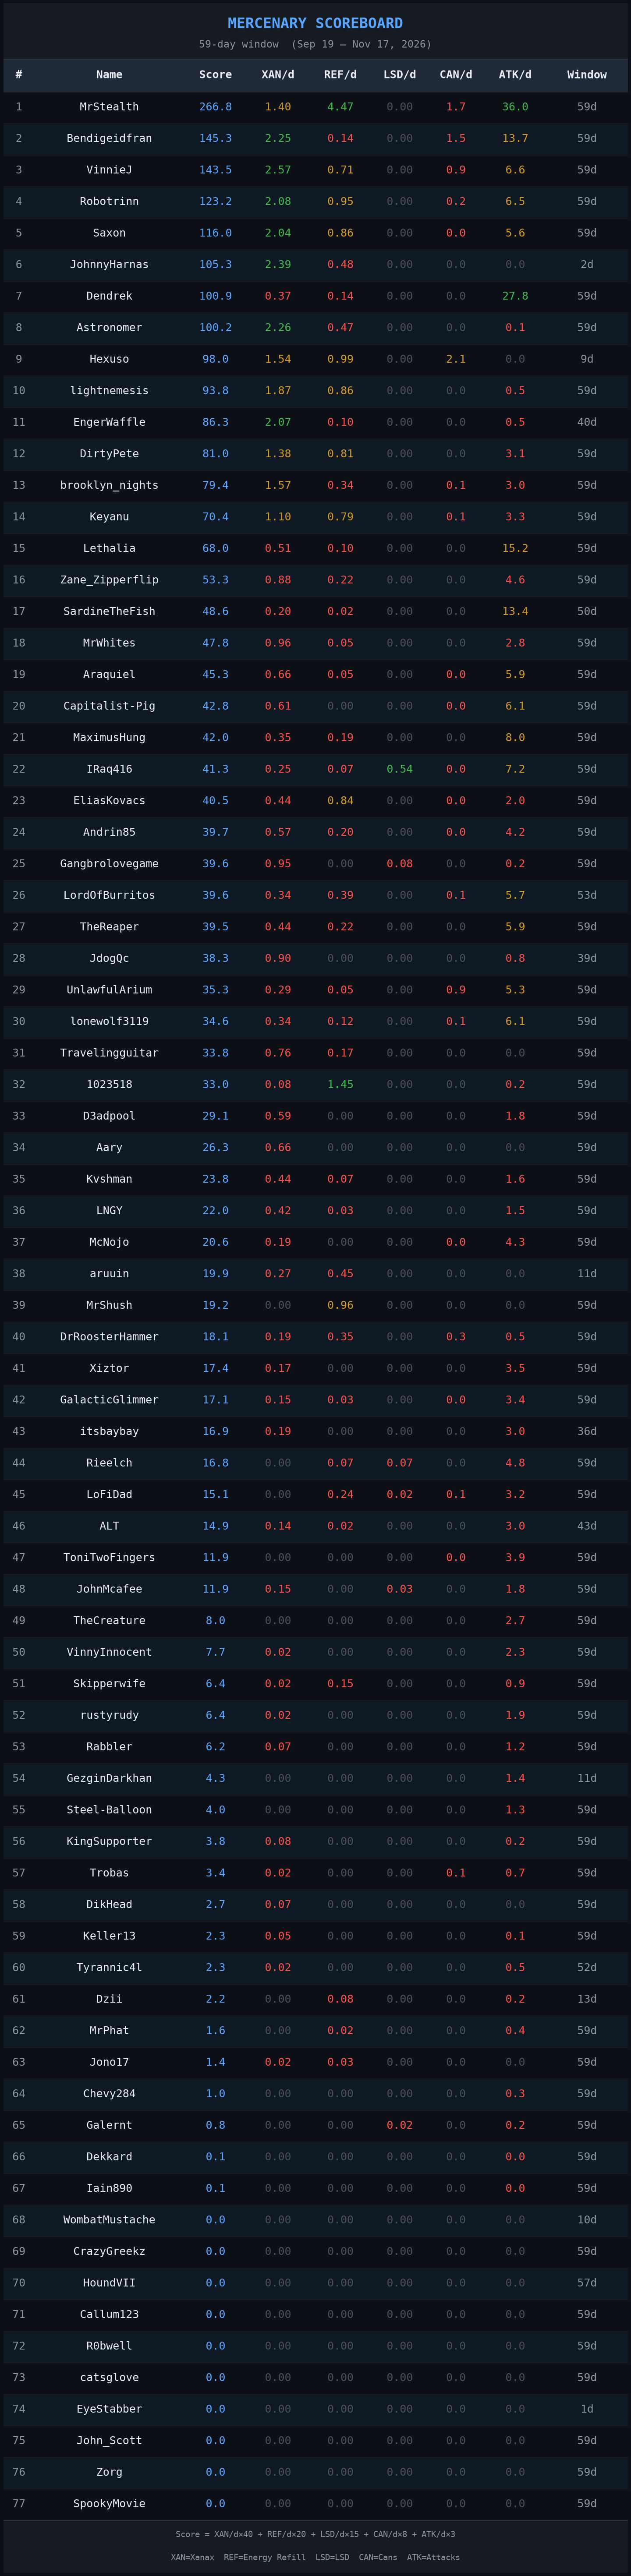 MERCENARY SCOREBOARD
59-day window (Sep 19 – Nov 17, 2026)
# Name Score XAN/d REF/d LSD/d CAN/d ATK/d Window
1 MrStealth 266.8 1.40 4.47 0.00 1.7 36.0 59d
2 Bendigeidfran 145.3 2.25 0.14 0.00 1.5 13.7 59d
3 VinnieJ 143.5 2.57 0.71 0.00 0.9 6.6 59d
4 Robotrinn 123.2 2.08 0.95 0.00 0.2 6.5 59d
5 Saxon 116.0 2.04 0.86 0.00 0.0 5.6 59d
6 JohnnyHarnas 105.3 2.39 0.48 0.00 0.0 0.0 2d
7 Dendrek 100.9 0.37 0.14 0.00 0.0 27.8 59d
8 Astronomer 100.2 2.26 0.47 0.00 0.0 0.1 59d
9 Hexuso 98.0 1.54 0.99 0.00 2.1 0.0 9d
10 lightnemesis 93.8 1.87 0.86 0.00 0.0 0.5 59d
11 EngerWaffle 86.3 2.07 0.10 0.00 0.0 0.5 40d
12 DirtyPete 81.0 1.38 0.81 0.00 0.0 3.1 59d
13 brooklyn_nights 79.4 1.57 0.34 0.00 0.1 3.0 59d
14 Keyanu 70.4 1.10 0.79 0.00 0.1 3.3 59d
15 Lethalia 68.0 0.51 0.10 0.00 0.0 15.2 59d
16 Zane_Zipperflip 53.3 0.88 0.22 0.00 0.0 4.6 59d
17 SardineTheFish 48.6 0.20 0.02 0.00 0.0 13.4 50d
18 MrWhites 47.8 0.96 0.05 0.00 0.0 2.8 59d
19 Araquiel 45.3 0.66 0.05 0.00 0.0 5.9 59d
20 Capitalist-Pig 42.8 0.61 0.00 0.00 0.0 6.1 59d
21 MaximusHung 42.0 0.35 0.19 0.00 0.0 8.0 59d
22 IRaq416 41.3 0.25 0.07 0.54 0.0 7.2 59d
23 EliasKovacs 40.5 0.44 0.84 0.00 0.0 2.0 59d
24 Andrin85 39.7 0.57 0.20 0.00 0.0 4.2 59d
25 Gangbrolovegame 39.6 0.95 0.00 0.08 0.0 0.2 59d
26 LordOfBurritos 39.6 0.34 0.39 0.00 0.1 5.7 53d
27 TheReaper 39.5 0.44 0.22 0.00 0.0 5.9 59d
28 JdogQc 38.3 0.90 0.00 0.00 0.0 0.8 39d
29 UnlawfulArium 35.3 0.29 0.05 0.00 0.9 5.3 59d
30 lonewolf3119 34.6 0.34 0.12 0.00 0.1 6.1 59d
31 Travelingguitar 33.8 0.76 0.17 0.00 0.0 0.0 59d
32 1023518 33.0 0.08 1.45 0.00 0.0 0.2 59d
33 D3adpool 29.1 0.59 0.00 0.00 0.0 1.8 59d
34 Aary 26.3 0.66 0.00 0.00 0.0 0.0 59d
35 Kvshman 23.8 0.44 0.07 0.00 0.0 1.6 59d
36 LNGY 22.0 0.42 0.03 0.00 0.0 1.5 59d
37 McNojo 20.6 0.19 0.00 0.00 0.0 4.3 59d
38 aruuin 19.9 0.27 0.45 0.00 0.0 0.0 11d
39 MrShush 19.2 0.00 0.96 0.00 0.0 0.0 59d
40 DrRoosterHammer 18.1 0.19 0.35 0.00 0.3 0.5 59d
41 Xiztor 17.4 0.17 0.00 0.00 0.0 3.5 59d
42 GalacticGlimmer 17.1 0.15 0.03 0.00 0.0 3.4 59d
43 itsbaybay 16.9 0.19 0.00 0.00 0.0 3.0 36d
44 Rieelch 16.8 0.00 0.07 0.07 0.0 4.8 59d
45 LoFiDad 15.1 0.00 0.24 0.02 0.1 3.2 59d
46 ALT 14.9 0.14 0.02 0.00 0.0 3.0 43d
47 ToniTwoFingers 11.9 0.00 0.00 0.00 0.0 3.9 59d
48 JohnMcafee 11.9 0.15 0.00 0.03 0.0 1.8 59d
49 TheCreature 8.0 0.00 0.00 0.00 0.0 2.7 59d
50 VinnyInnocent 7.7 0.02 0.00 0.00 0.0 2.3 59d
51 Skipperwife 6.4 0.02 0.15 0.00 0.0 0.9 59d
52 rustyrudy 6.4 0.02 0.00 0.00 0.0 1.9 59d
53 Rabbler 6.2 0.07 0.00 0.00 0.0 1.2 59d
54 GezginDarkhan 4.3 0.00 0.00 0.00 0.0 1.4 11d
55 Steel-Balloon 4.0 0.00 0.00 0.00 0.0 1.3 59d
56 KingSupporter 3.8 0.08 0.00 0.00 0.0 0.2 59d
57 Trobas 3.4 0.02 0.00 0.00 0.1 0.7 59d
58 DikHead 2.7 0.07 0.00 0.00 0.0 0.0 59d
59 Keller13 2.3 0.05 0.00 0.00 0.0 0.1 59d
60 Tyrannic4l 2.3 0.02 0.00 0.00 0.0 0.5 52d
61 Dzii 2.2 0.00 0.08 0.00 0.0 0.2 13d
62 MrPhat 1.6 0.00 0.02 0.00 0.0 0.4 59d
63 Jono17 1.4 0.02 0.03 0.00 0.0 0.0 59d
64 Chevy284 1.0 0.00 0.00 0.00 0.0 0.3 59d
65 Galernt 0.8 0.00 0.00 0.02 0.0 0.2 59d
66 Dekkard 0.1 0.00 0.00 0.00 0.0 0.0 59d
67 Iain890 0.1 0.00 0.00 0.00 0.0 0.0 59d
68 WombatMustache 0.0 0.00 0.00 0.00 0.0 0.0 10d
69 CrazyGreekz 0.0 0.00 0.00 0.00 0.0 0.0 59d
70 HoundVII 0.0 0.00 0.00 0.00 0.0 0.0 57d
71 Callum123 0.0 0.00 0.00 0.00 0.0 0.0 59d
72 R0bwell 0.0 0.00 0.00 0.00 0.0 0.0 59d
73 catsglove 0.0 0.00 0.00 0.00 0.0 0.0 59d
74 EyeStabber 0.0 0.00 0.00 0.00 0.0 0.0 1d
75 John_Scott 0.0 0.00 0.00 0.00 0.0 0.0 59d
76 Zorg 0.0 0.00 0.00 0.00 0.0 0.0 59d
77 SpookyMovie 0.0 0.00 0.00 0.00 0.0 0.0 59d
Score = XAN/d×40 + REF/d×20 + LSD/d×15 + CAN/d×8 + ATK/d×3
XAN=Xanax REF=Energy Refill LSD=LSD CAN=Cans ATK=Attacks